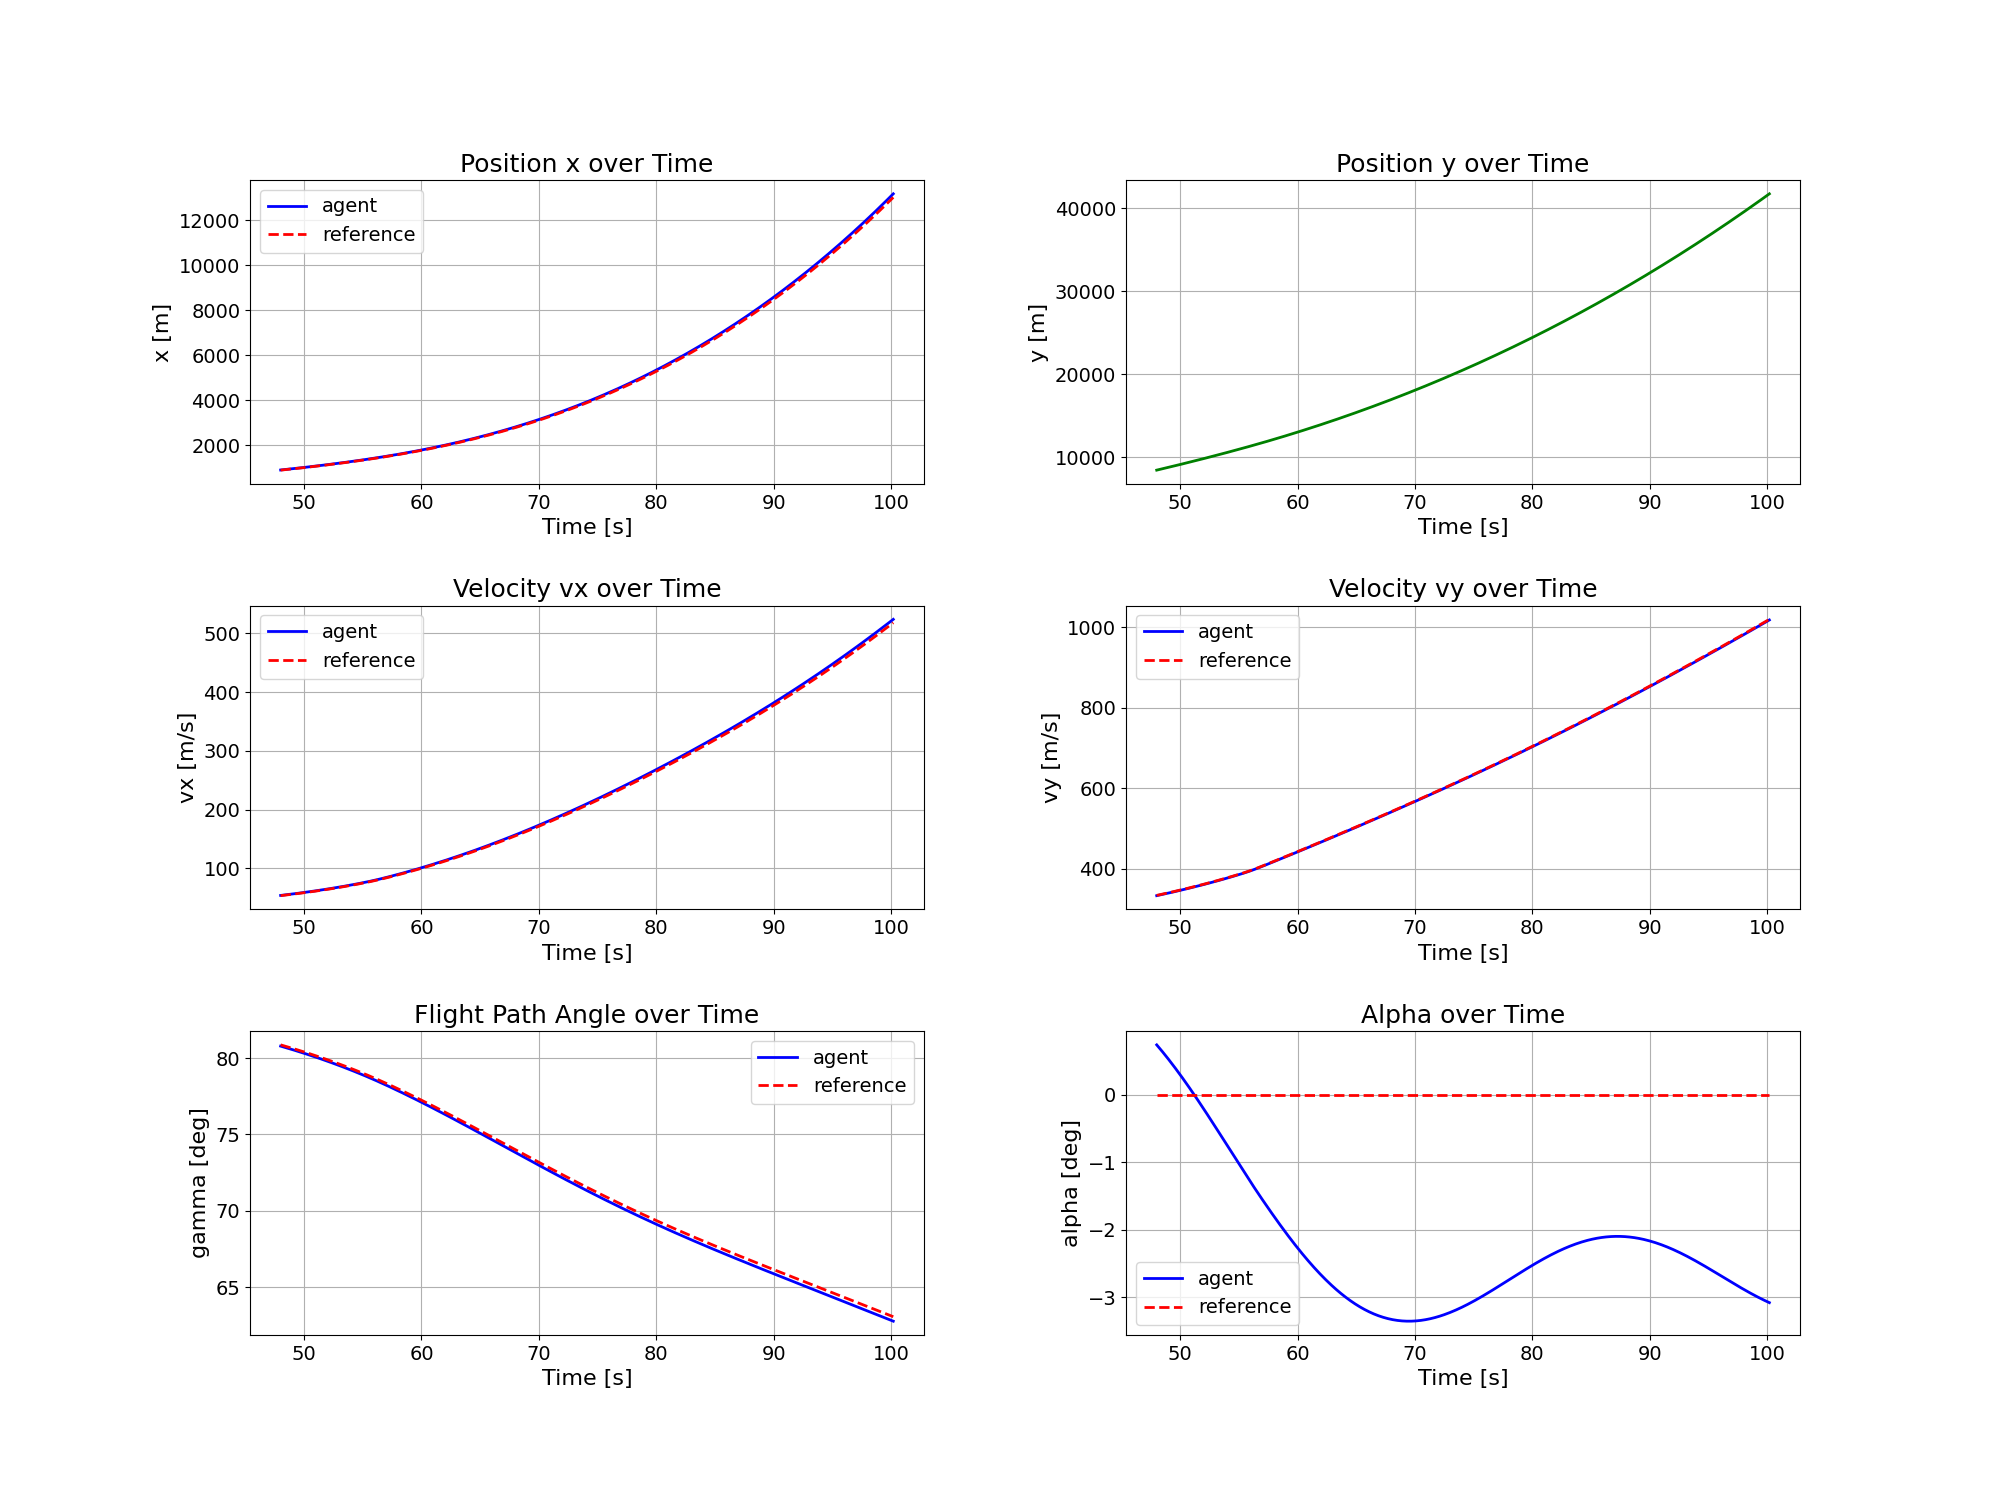 Position x over Time
agent
reference
12000
10000
8000
6000
4000
2000
x [m]
50 60 70 80 90 100
Time [s]
Position y over Time
40000
30000
20000
10000
y [m]
50 60 70 80 90 100
Time [s]
Velocity vx over Time
agent
reference
500
400
300
200
100
vx [m/s]
50 60 70 80 90 100
Time [s]
Velocity vy over Time
agent
reference
1000
800
600
400
vy [m/s]
50 60 70 80 90 100
Time [s]
Flight Path Angle over Time
agent
reference
80
75
70
65
gamma [deg]
50 60 70 80 90 100
Time [s]
Alpha over Time
0
−1
−2
−3
alpha [deg]
agent
reference
50 60 70 80 90 100
Time [s]